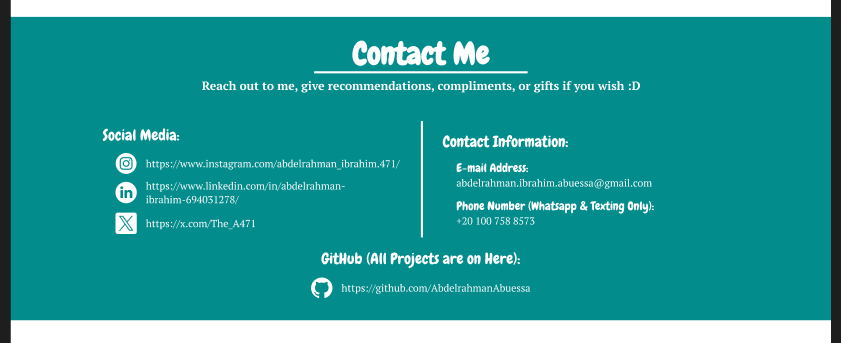 Contact Me
Reach out to me, give recommendations, compliments, or gifts if you wish :D
Social Media:
https://www.instagram.com/abdelrahman_ibrahim.471/
https://www.linkedin.com/in/abdelrahman-
ibrahim-694031278/
https://x.com/The_A471
Contact Information:
E-mail Address:
abdelrahman.ibrahim.abuessa@gmail.com
Phone Number (Whatsapp & Texting Only):
+20 100 758 8573
GitHub (All Projects are on Here):
https://github.com/AbdelrahmanAbuessa